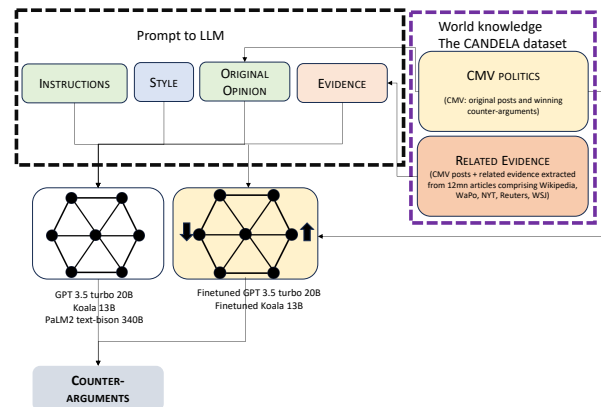 Prompt to LLM
INSTRUCTIONS
STYLE
ORIGINAL
OPINION
EVIDENCE
World knowledge
The CANDELA dataset
CMV POLITICS
(CMV: original posts and winning
counter-arguments)
RELATED EVIDENCE
(CMV posts + related evidence extracted
from 12mn articles comprising Wikipedia,
WaPo, NYT, Reuters, WSJ)
GPT 3.5 turbo 20B
Koala 13B
PaLM2 text-bison 340B
Finetuned GPT 3.5 turbo 20B
Finetuned Koala 13B
COUNTER-
ARGUMENTS